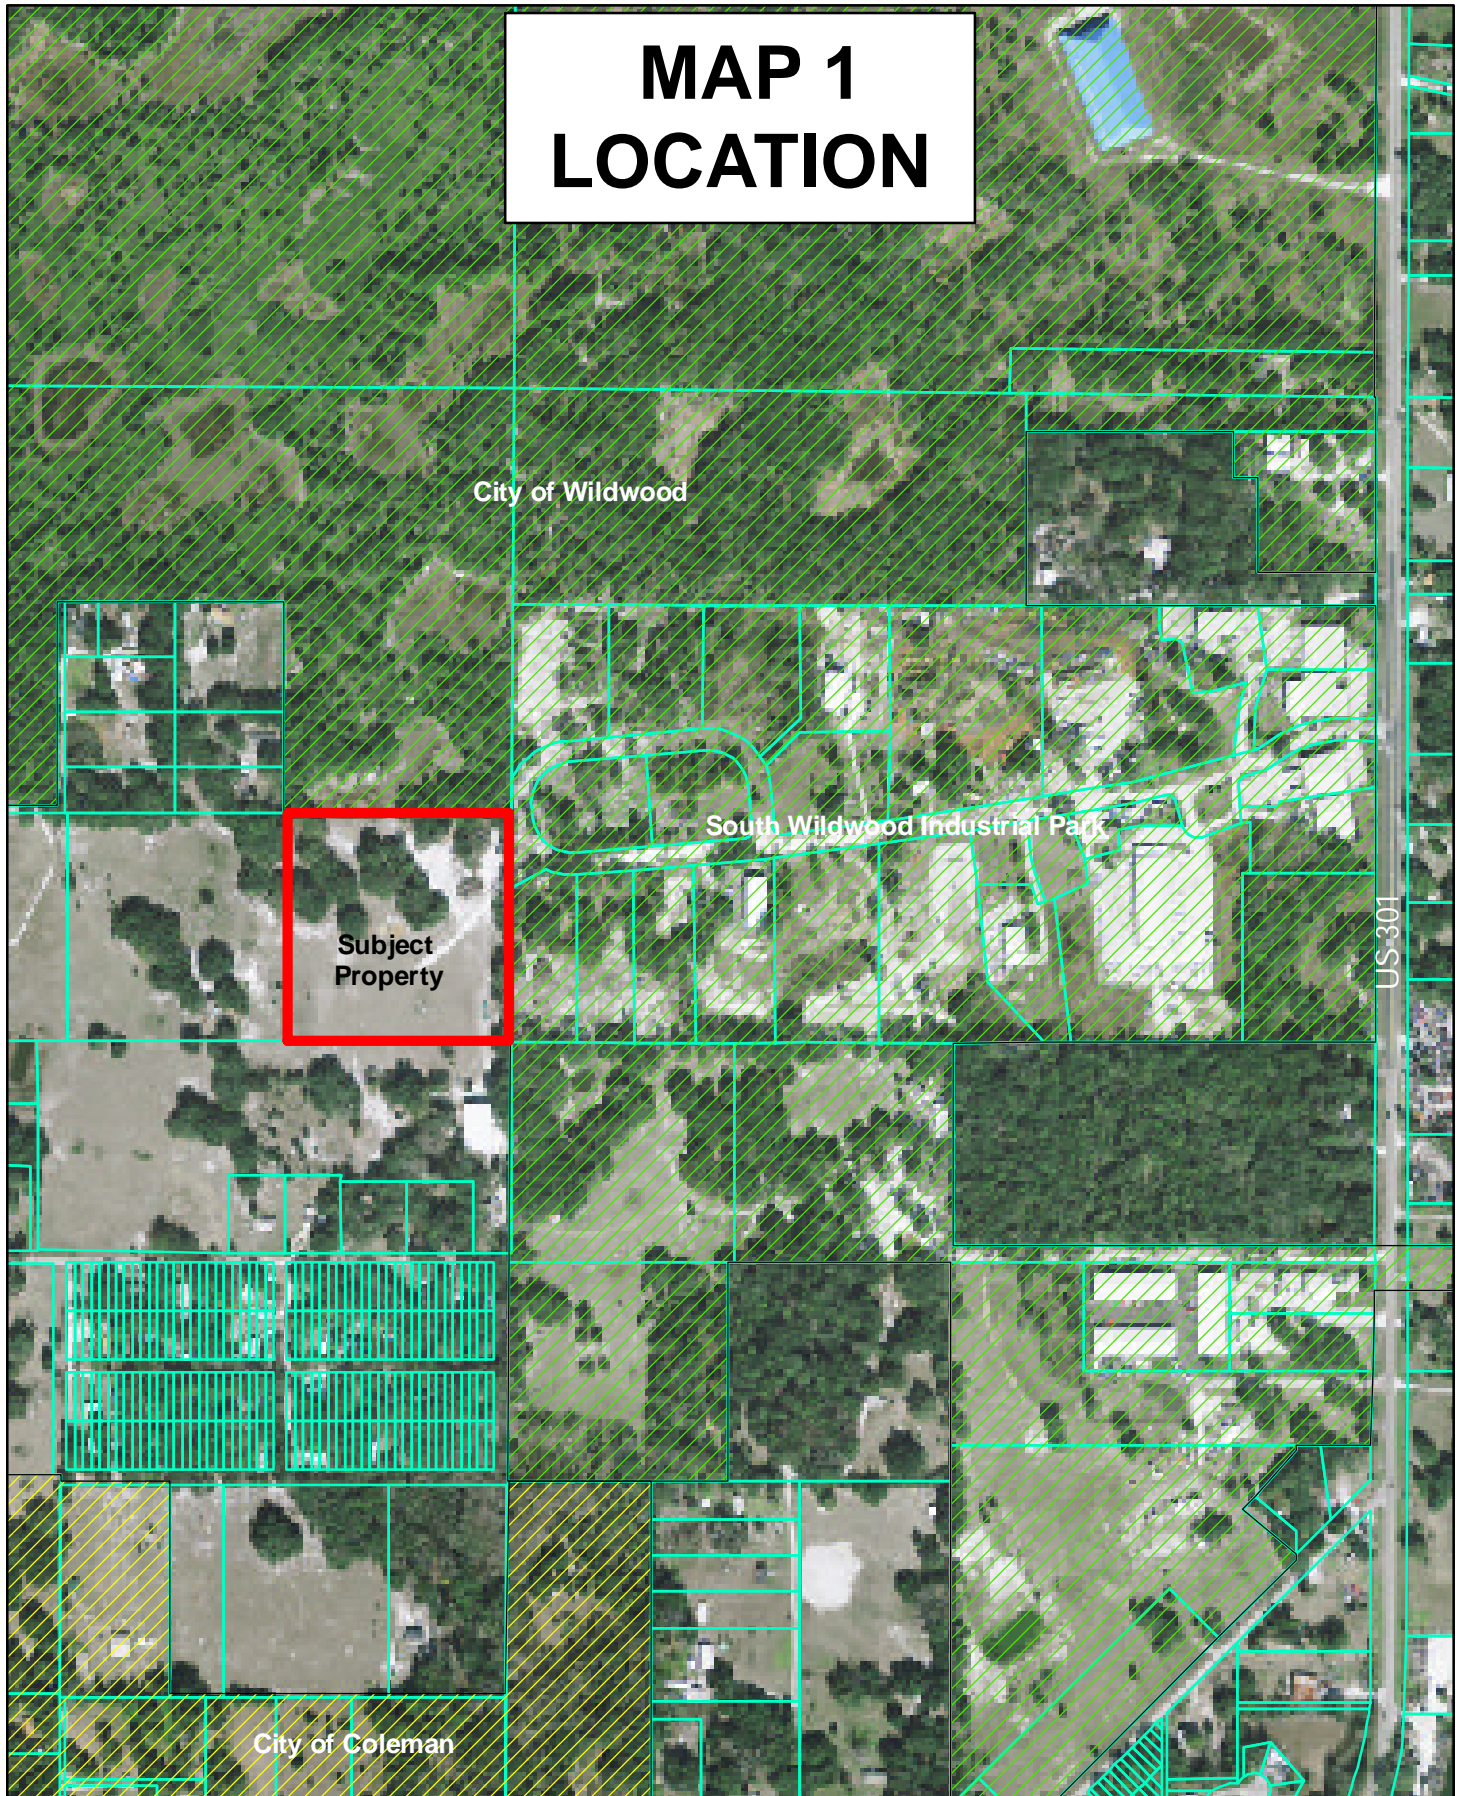 MAP 1
LOCATION
City of Wildwood
South Wildwood Industrial Park
US-301
Subject
Property
City of Coleman